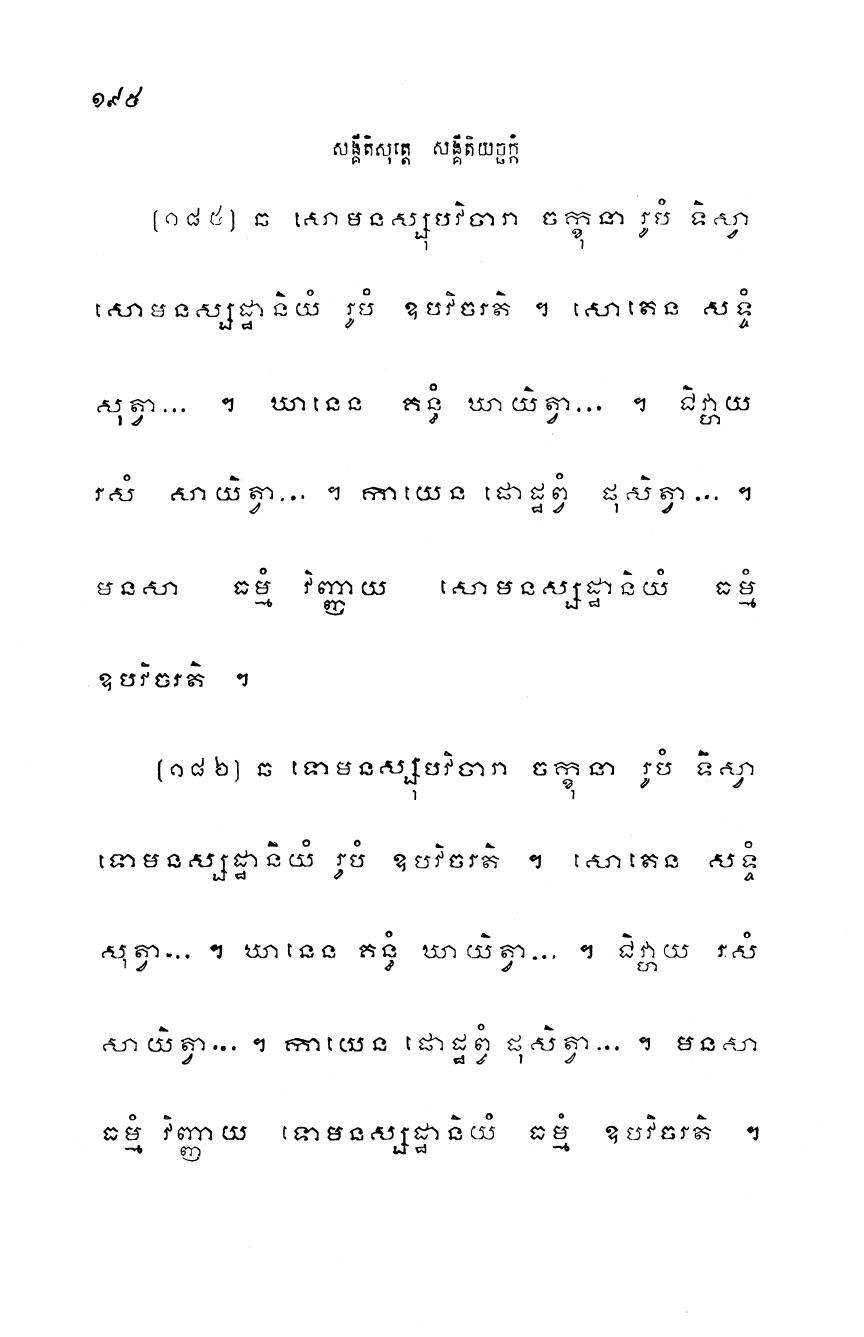 ១៩៥
សង្គីតិសុត្តេ សង្គីតិយច្ឆក្កំ
[១៨៥] ឆ សោមនស្សុបវិចារា ចក្ខុនា រូបំ ទិស្វា
សោមនស្សដ្ឋានិយំ រូបំ ឧបវិចរតិ ។ សោតេន សទ្ទំ
សុត្វា... ។ ឃានេន គន្ធំ ឃាយិត្វា... ។ ជិវ្ហាយ
រសំ សាយិត្វា... ។ កាយេន ផោដ្ឋព្វំ ផុសិត្វា... ។
មនសា ធម្មំ វិញ្ញាយ សោមនស្សដ្ឋានិយំ ធម្មំ
ឧបវិចរតិ ។
[១៨៦] ឆ ទោមនស្សុបវិចារា ចក្ខុនា រូបំ ទិស្វា
ទោមនស្សដ្ឋានិយំ រូបំ ឧបវិចរតិ ។ សោតេន សទ្ទំ
សុត្វា... ។ ឃានេន គន្ធំ ឃាយិត្វា... ។ ជិវ្ហាយ រសំ
សាយិត្វា... ។ កាយេន ផោដ្ឋព្វំ ផុសិត្វា... ។ មនសា
ធម្មំ វិញ្ញាយ ទោមនស្សដ្ឋានិយំ ធម្មំ ឧបវិចរតិ ។